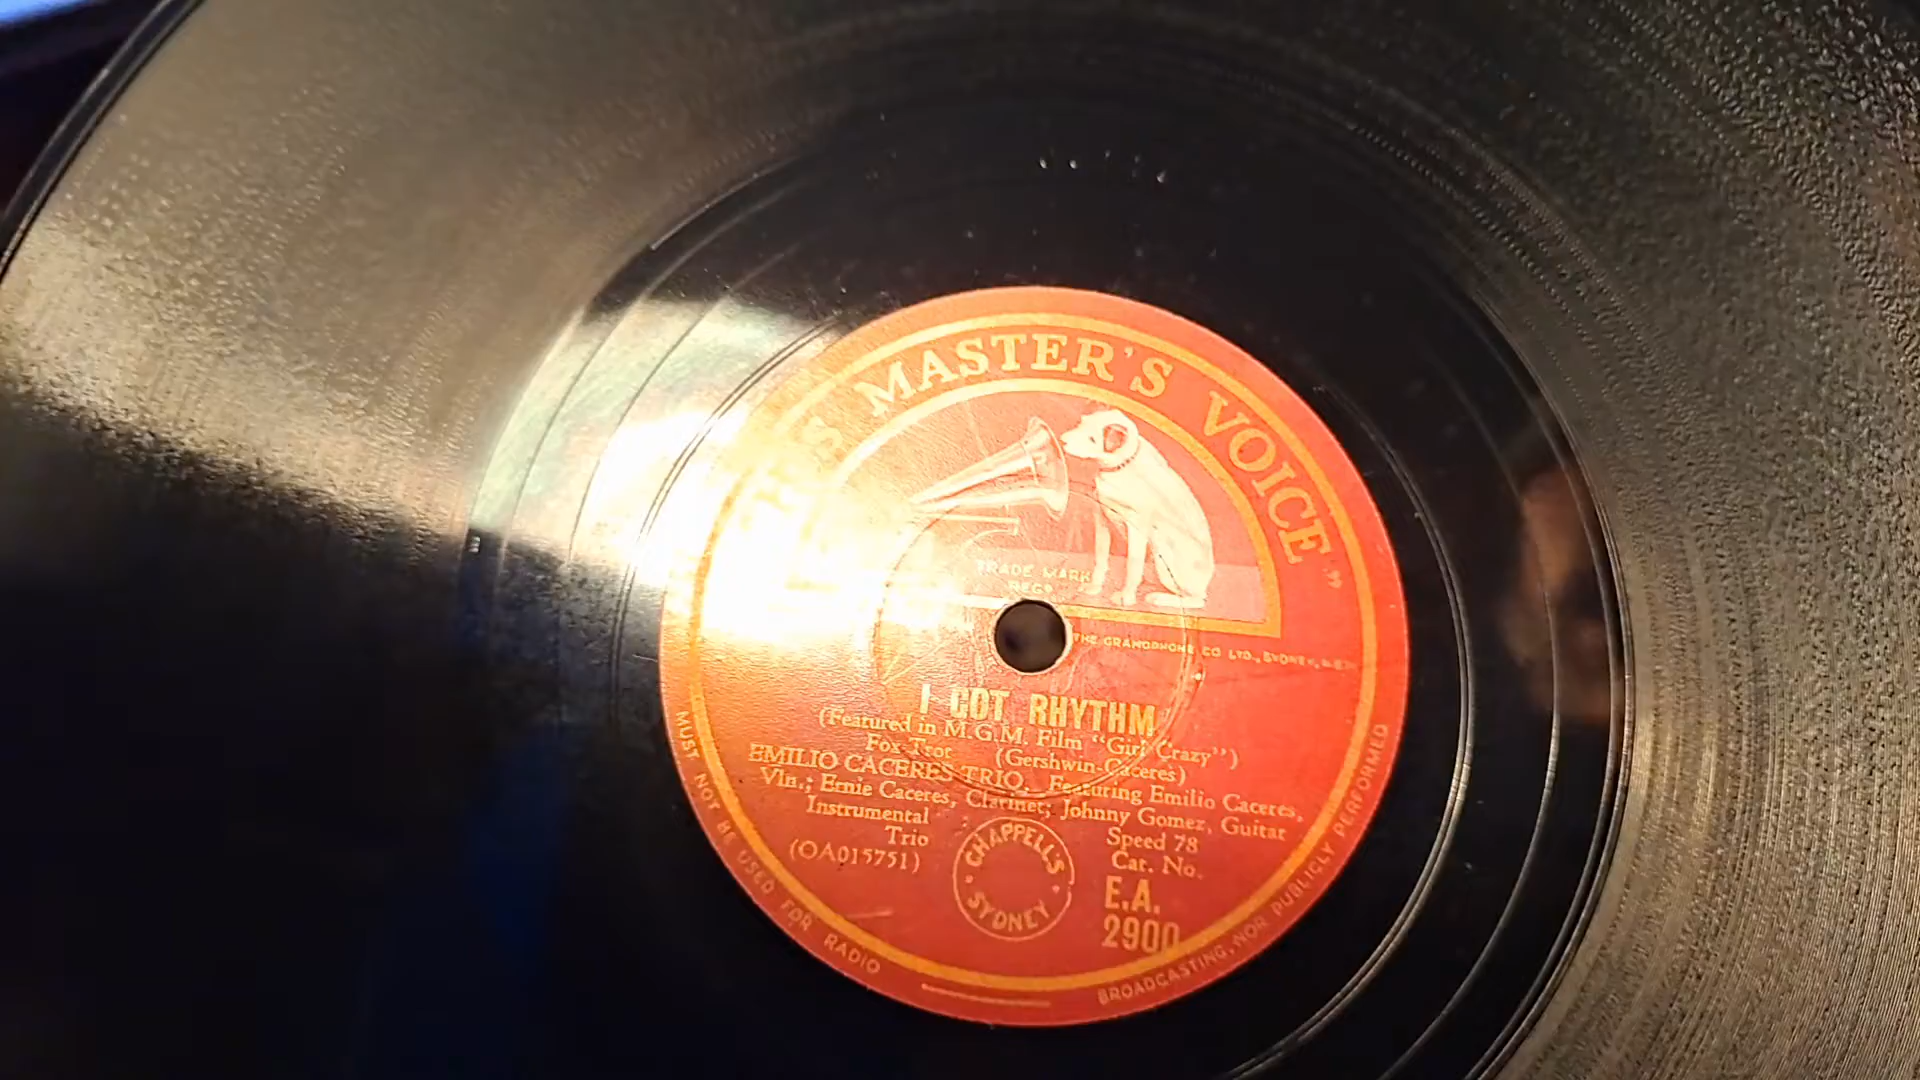 "HIS MASTER'S VOICE"
TRADE MARK
REGD
THE GRAMOPHONE CO LTD., SYDNEY,
I GOT RHYTHM
(Featured in M.G.M. Film "Girl Crazy")
Fox-Trot (Gershwin-Caceres)
EMILIO CACERES TRIO, Featuring Emilio Caceres,
Vln.; Ernie Caceres, Clarinet; Johnny Gomez, Guitar
Instrumental Speed 78
Trio Cat. No.
(OA015751) E.A.
2900
CHAPPELL'S
SYDNEY
MUST NOT BE USED FOR RADIO
BROADCASTING, NOR PUBLICLY PERFORMED